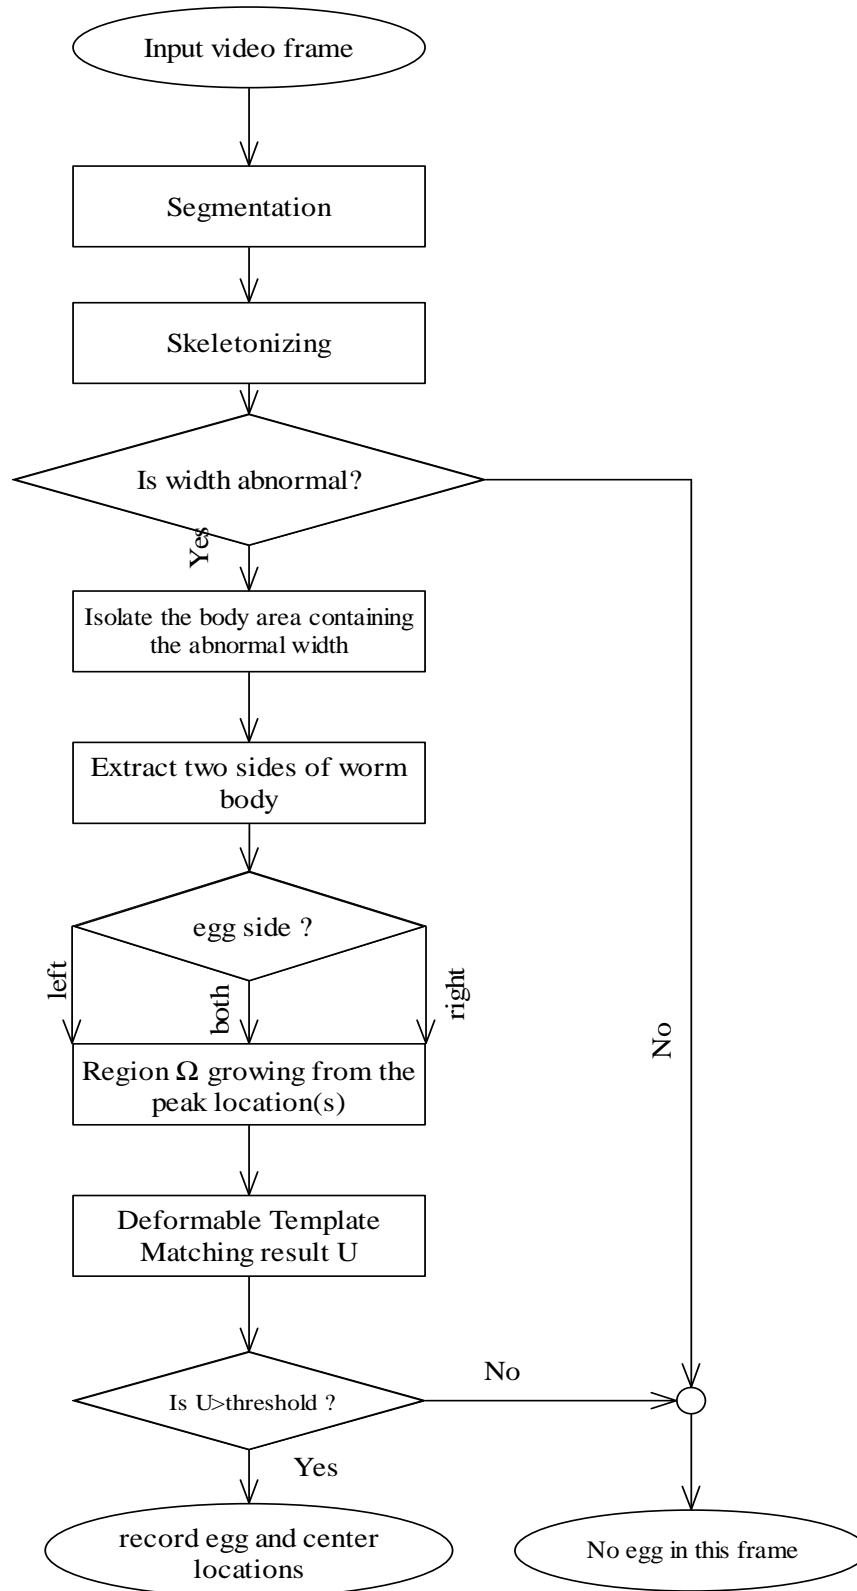 Input video frame
Segmentation
Skeletonizing
Is width abnormal?
Yes
Isolate the body area containing
the abnormal width
Extract two sides of worm
body
egg side ?
left
both
right
No
Region Ω growing from the
peak location(s)
Deformable Template
Matching result U
Is U>threshold ?
No
Yes
record egg and center
locations
No egg in this frame